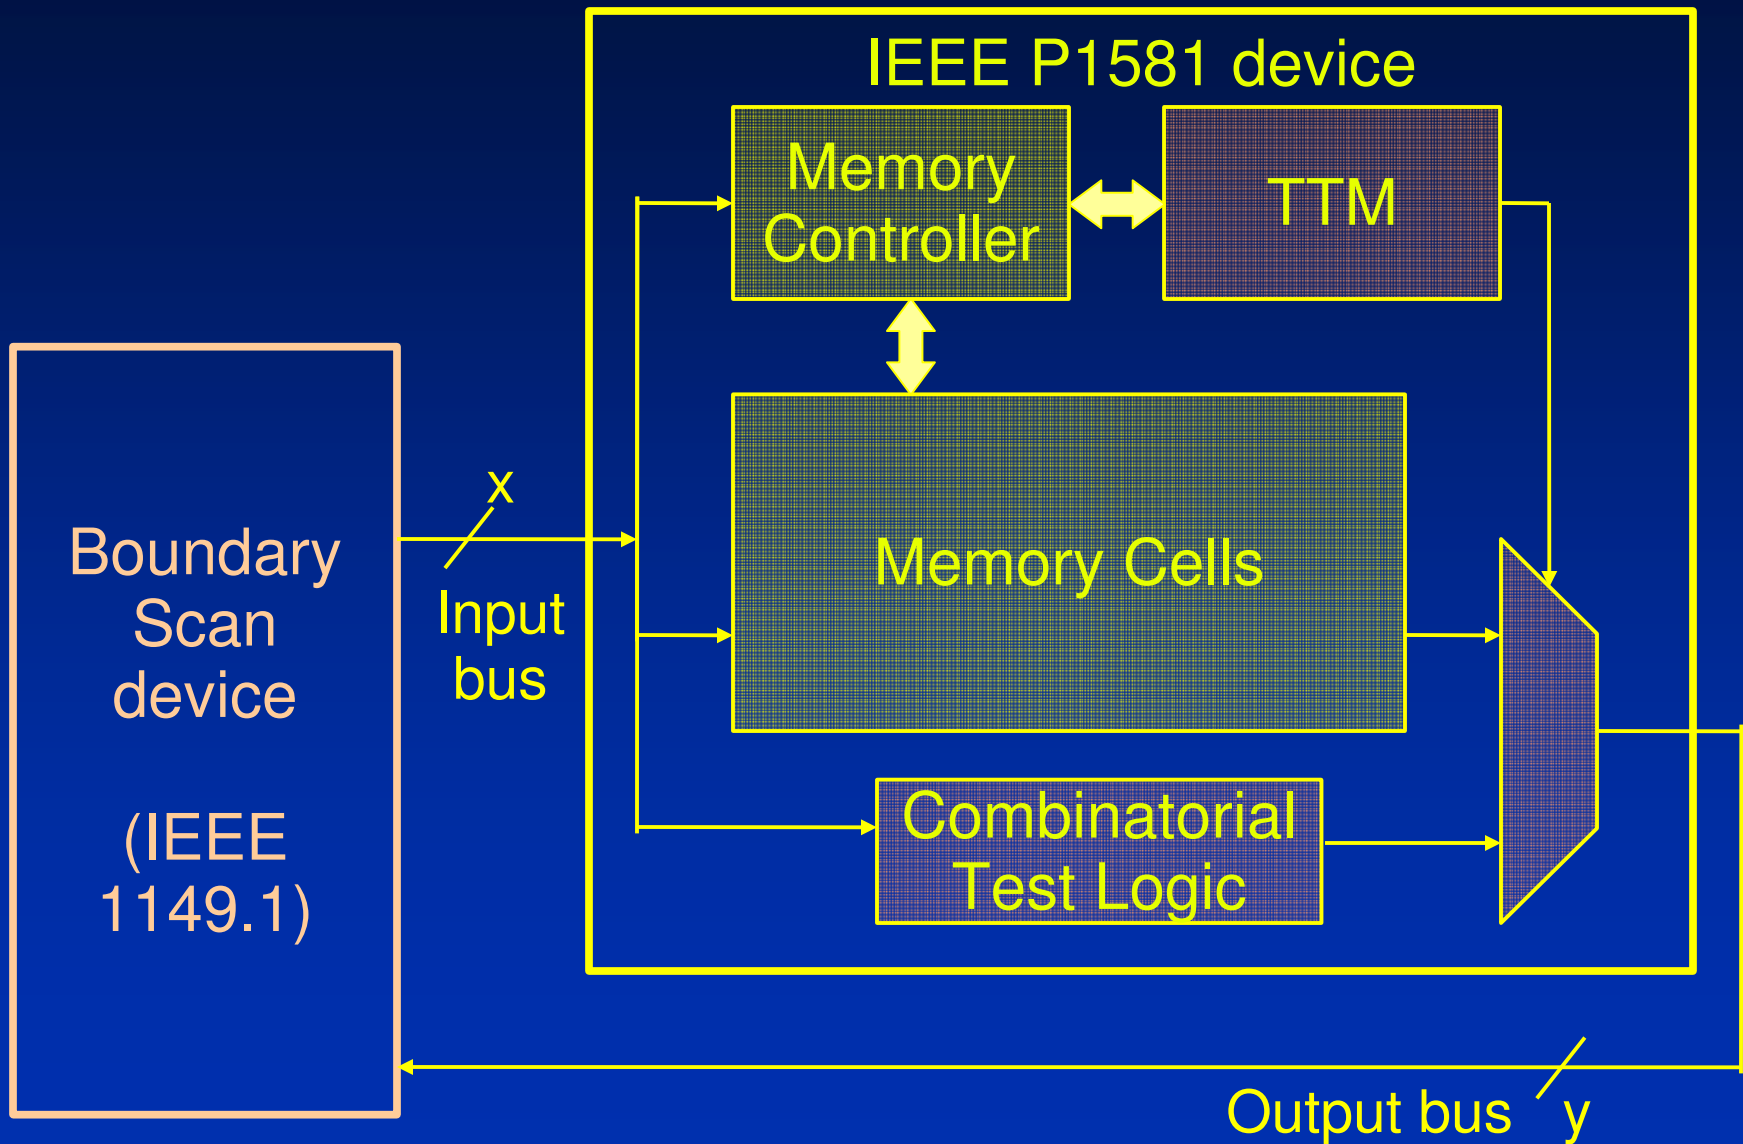 IEEE P1581 device
Memory
Controller
TTM
Boundary
Scan
device
(IEEE
1149.1)
x
Input
bus
Memory Cells
Combinatorial
Test Logic
Output bus y